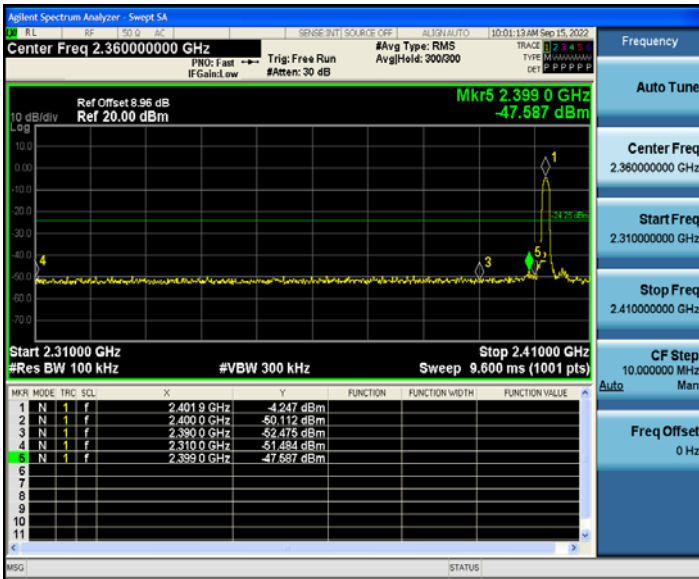 Agilent Spectrum Analyzer - Swept SA
RL RF 50 Ω AC SENSE:INT SOURCE OFF ALIGNAUTO 10:01:13 AM Sep 15, 2022
Center Freq 2.360000000 GHz
PNO: Fast
IFGain:Low
Trig: Free Run
#Atten: 30 dB
#Avg Type: RMS
Avg|Hold: 300/300
TRACE 1 2 3 4 5 6
TYPE M
DET P P P P P P
Frequency
Auto Tune
Center Freq
2.360000000 GHz
Start Freq
2.310000000 GHz
Stop Freq
2.410000000 GHz
CF Step
10.000000 MHz
Auto Man
Freq Offset
0 Hz
Mkr5 2.399 0 GHz
-47.587 dBm
Ref Offset 8.96 dB
10 dB/div Ref 20.00 dBm
Log
10.0
0.00
-10.0
-20.0
-30.0
-40.0
-50.0
-60.0
-70.0
-24.25 dBm
1
4
3
5
Start 2.31000 GHz Stop 2.41000 GHz
#Res BW 100 kHz #VBW 300 kHz Sweep 9.600 ms (1001 pts)
MKR MODE TRC SCL X Y FUNCTION FUNCTION WIDTH FUNCTION VALUE
1 N 1 f 2.401 9 GHz -4.247 dBm
2 N 1 f 2.400 0 GHz -50.112 dBm
3 N 1 f 2.390 0 GHz -52.475 dBm
4 N 1 f 2.310 0 GHz -51.484 dBm
5 N 1 f 2.399 0 GHz -47.587 dBm
6
7
8
9
10
11
MSG STATUS